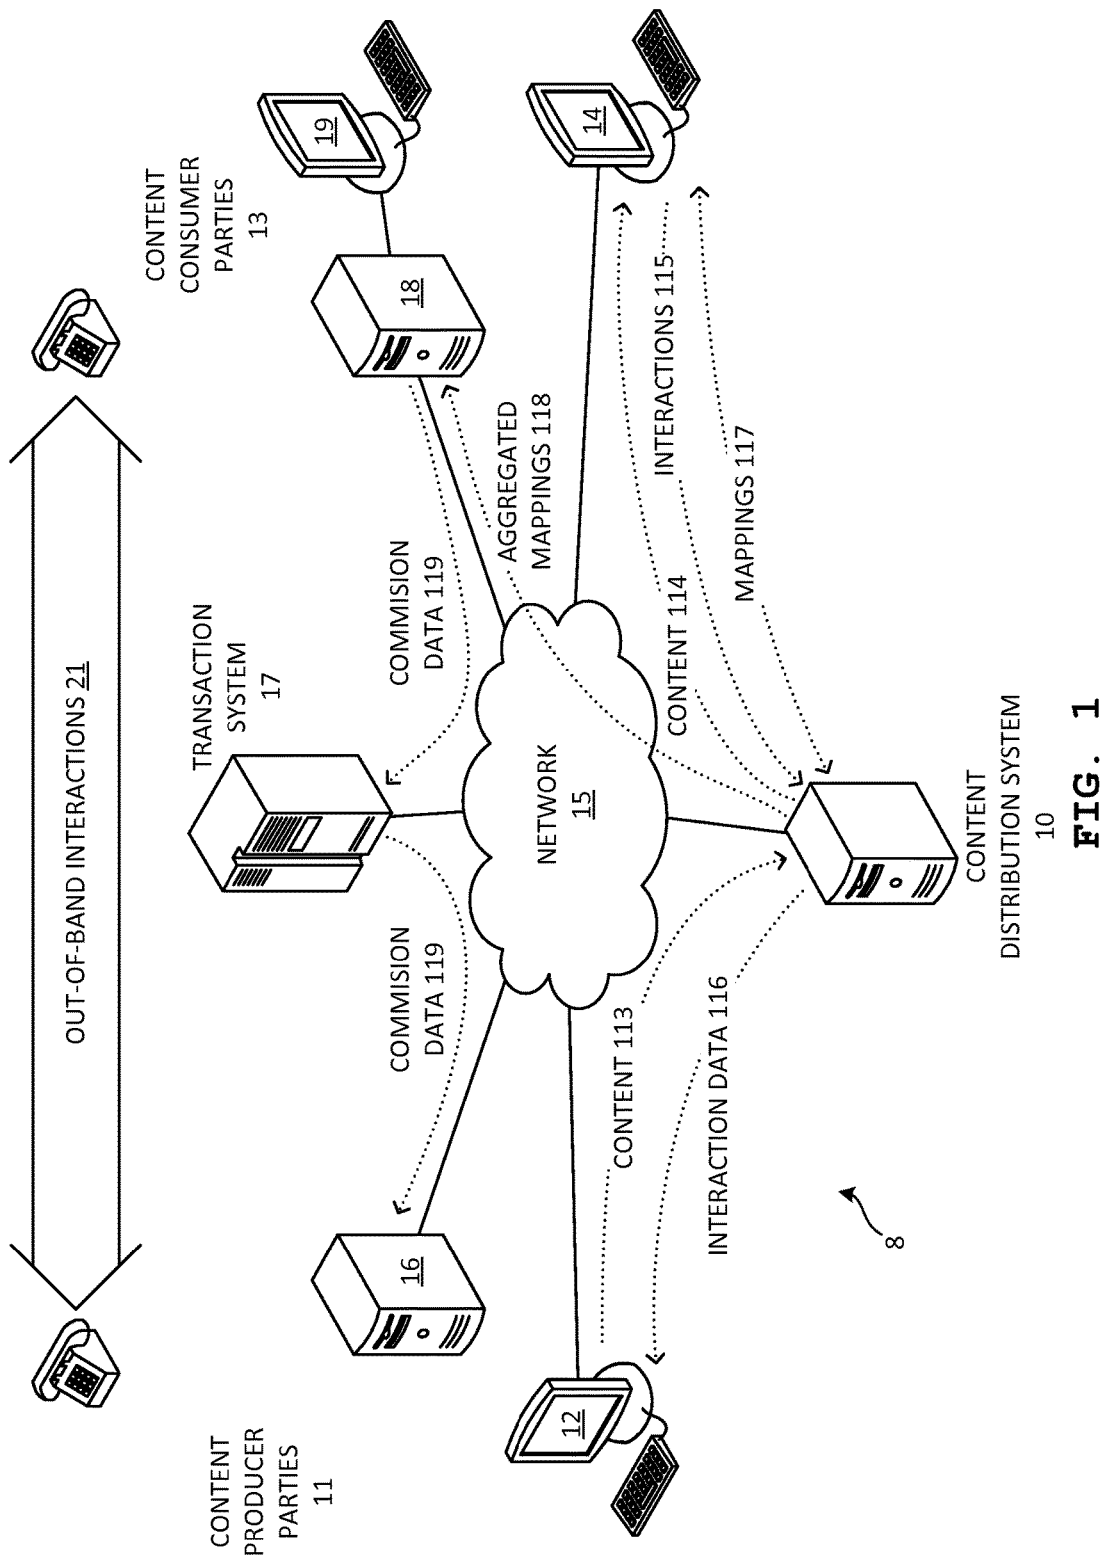 OUT-OF-BAND INTERACTIONS 21
CONTENT
PRODUCER
PARTIES
11
TRANSACTION
SYSTEM
17
CONTENT
CONSUMER
PARTIES
13
16
COMMISION
DATA 119
COMMISION
DATA 119
18
19
AGGREGATED
MAPPINGS 118
12
NETWORK
15
14
CONTENT 113
CONTENT 114
INTERACTIONS 115
INTERACTION DATA 116
MAPPINGS 117
8
CONTENT
DISTRIBUTION SYSTEM
10
FIG. 1